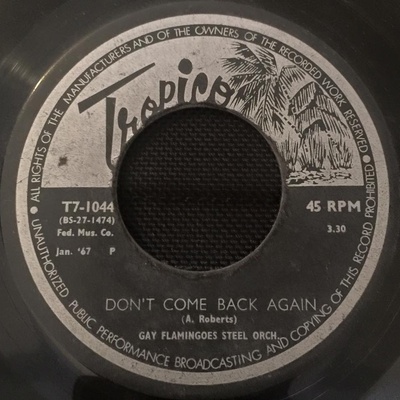 • ALL RIGHTS OF THE MANUFACTURERS AND OF THE OWNERS OF THE RECORDED WORK RESERVED •
Tropico
T7-1044
45 RPM
(BS-27-1474)
3.30
Fed. Mus. Co.
Jan. '67 P
DON'T COME BACK AGAIN
(A. Roberts)
GAY FLAMINGOES STEEL ORCH.
UNAUTHORIZED PUBLIC PERFORMANCE BROADCASTING AND COPYING OF THIS RECORD PROHIBITED •